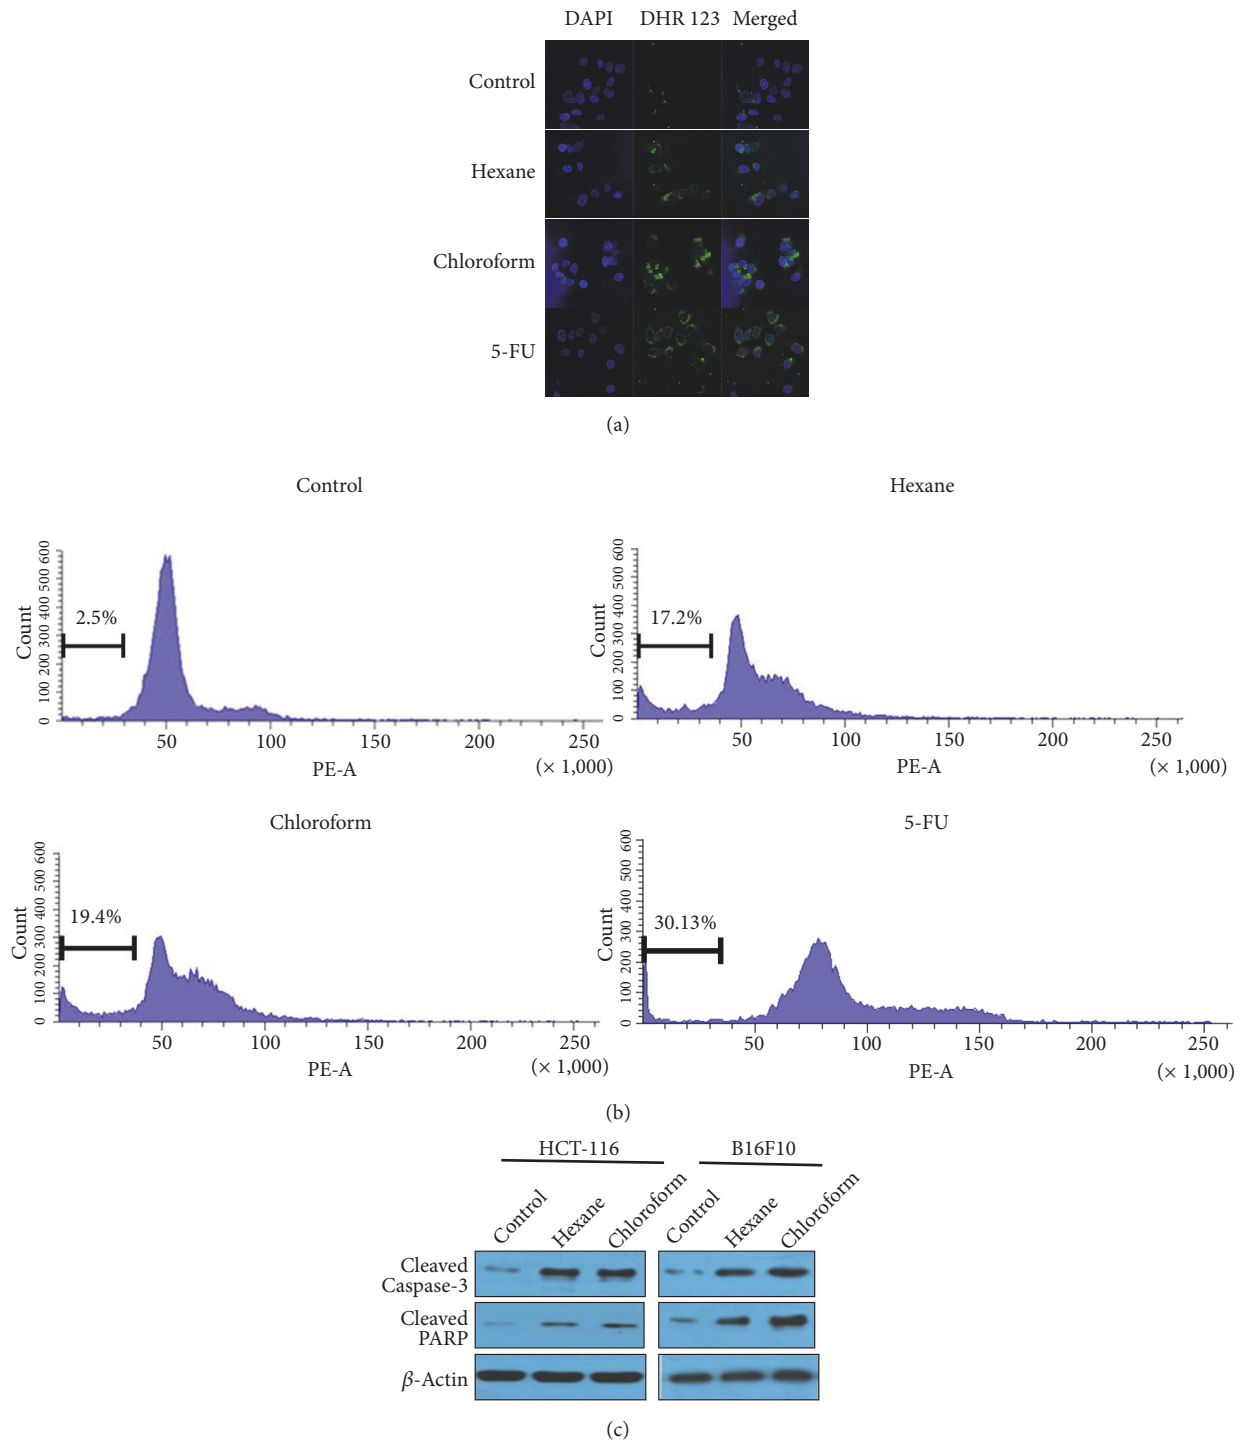 DAPI DHR 123 Merged
Control
Hexane
Chloroform
5-FU
(a)
Control
Count
0 100 200 300 400 500 600
2.5%
50 100 150 200 250
PE-A
(× 1,000)
Hexane
Count
0 100 200 300 400 500 600
17.2%
50 100 150 200 250
PE-A
(× 1,000)
Chloroform
Count
0 100 200 300 400 500 600
19.4%
50 100 150 200 250
PE-A
(× 1,000)
5-FU
Count
0 100 200 300 400 500 600
30.13%
50 100 150 200 250
PE-A
(× 1,000)
(b)
HCT-116 B16F10
Control Hexane Chloroform Control Hexane Chloroform
Cleaved
Caspase-3
Cleaved
PARP
β-Actin
(c)